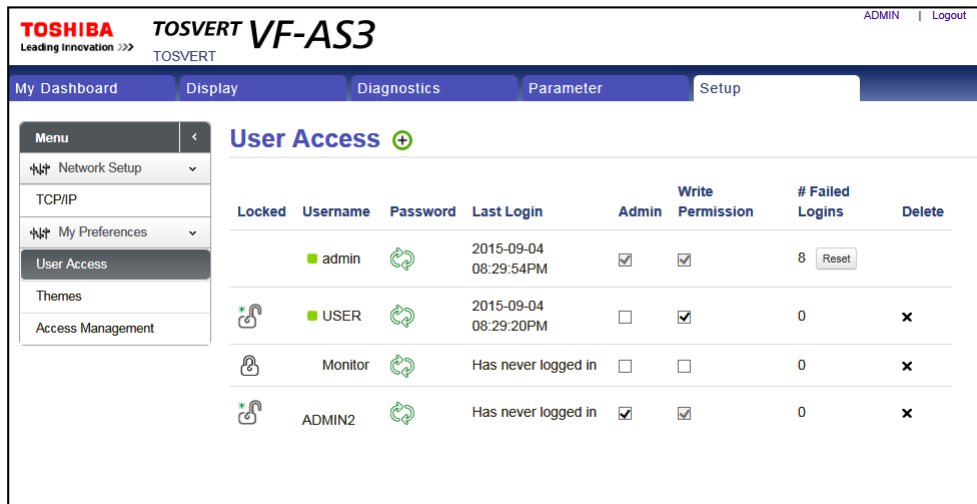 ADMIN | Logout
TOSHIBA
Leading Innovation >>>
TOSVERT VF-AS3
TOSVERT
My Dashboard Display Diagnostics Parameter Setup
Menu
Network Setup
TCP/IP
My Preferences
User Access
Themes
Access Management
User Access
Locked Username Password Last Login Admin Write Permission # Failed Logins Delete
admin 2015-09-04 08:29:54PM 8 Reset
USER 2015-09-04 08:29:20PM 0
Monitor Has never logged in 0
ADMIN2 Has never logged in 0